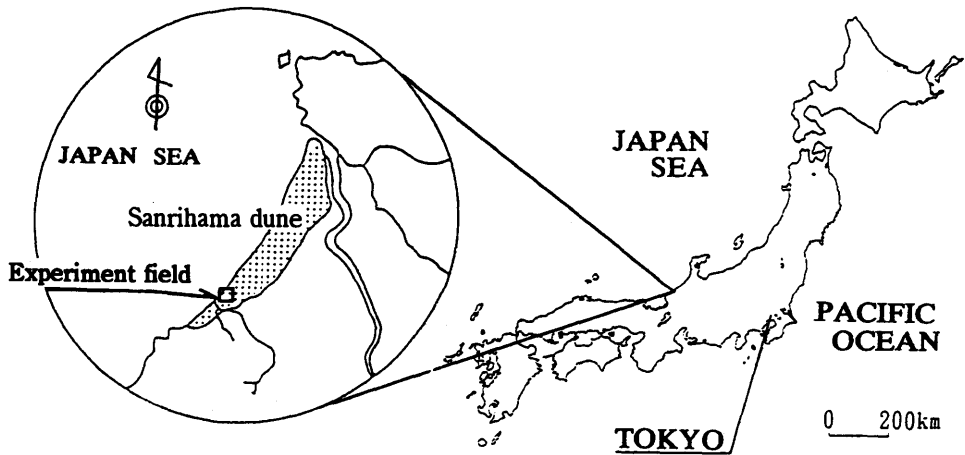 JAPAN SEA
Sanrihama dune
Experiment field
JAPAN
SEA
PACIFIC
OCEAN
TOKYO
0 200km